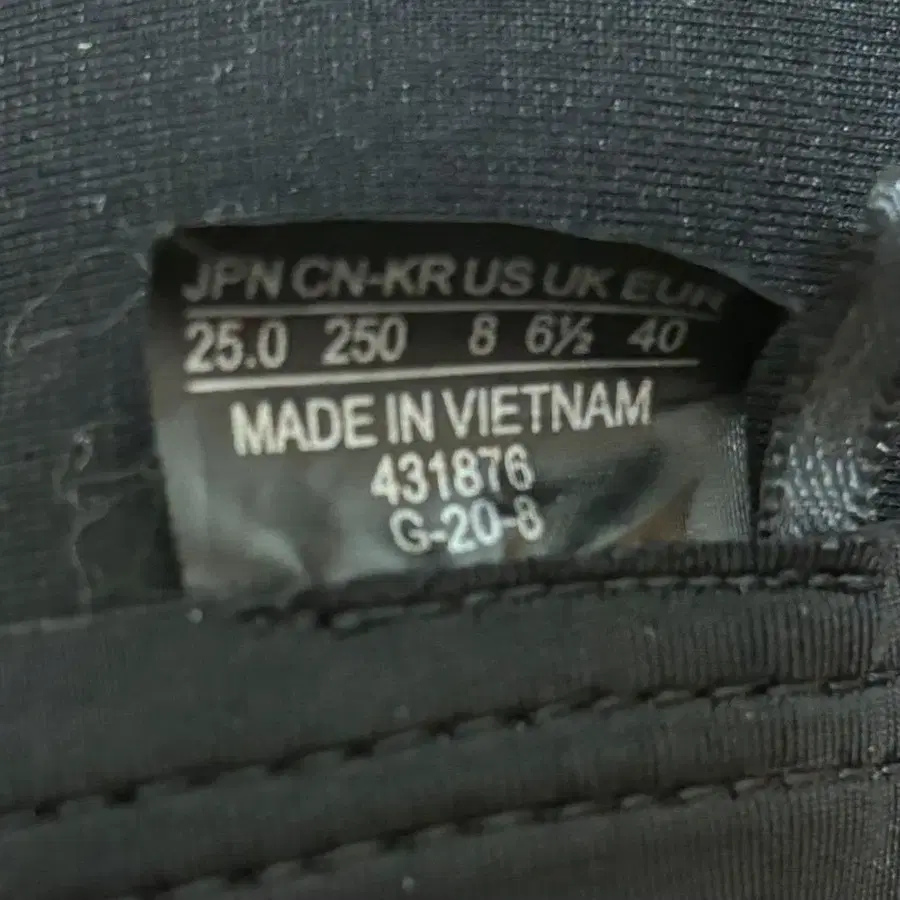 JPN CN-KR US UK EUR
25.0 250 8 6½ 40
MADE IN VIETNAM
431876
G-20-8